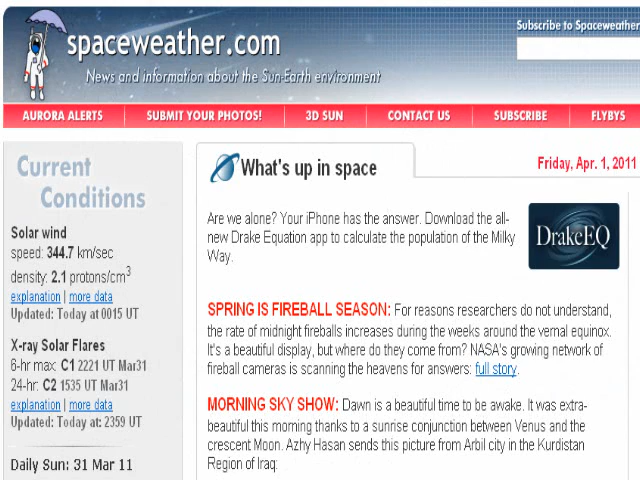 Subscribe to Spaceweather
spaceweather.com
News and information about the Sun-Earth environment
AURORA ALERTS SUBMIT YOUR PHOTOS! 3D SUN CONTACT US SUBSCRIBE FLYBYS
Current
Conditions
Solar wind
speed: 344.7 km/sec
density: 2.1 protons/cm3
explanation | more data
Updated: Today at 0015 UT
X-ray Solar Flares
6-hr max: C1 2221 UT Mar31
24-hr: C2 1535 UT Mar31
explanation | more data
Updated: Today at: 2359 UT
Daily Sun: 31 Mar 11
What's up in space
Friday, Apr. 1, 2011
Are we alone? Your iPhone has the answer. Download the all-
new Drake Equation app to calculate the population of the Milky
Way.
DrakeEQ
SPRING IS FIREBALL SEASON: For reasons researchers do not understand,
the rate of midnight fireballs increases during the weeks around the vernal equinox.
It's a beautiful display, but where do they come from? NASA's growing network of
fireball cameras is scanning the heavens for answers: full story.
MORNING SKY SHOW: Dawn is a beautiful time to be awake. It was extra-
beautiful this morning thanks to a sunrise conjunction between Venus and the
crescent Moon. Azhy Hasan sends this picture from Arbil city in the Kurdistan
Region of Iraq: